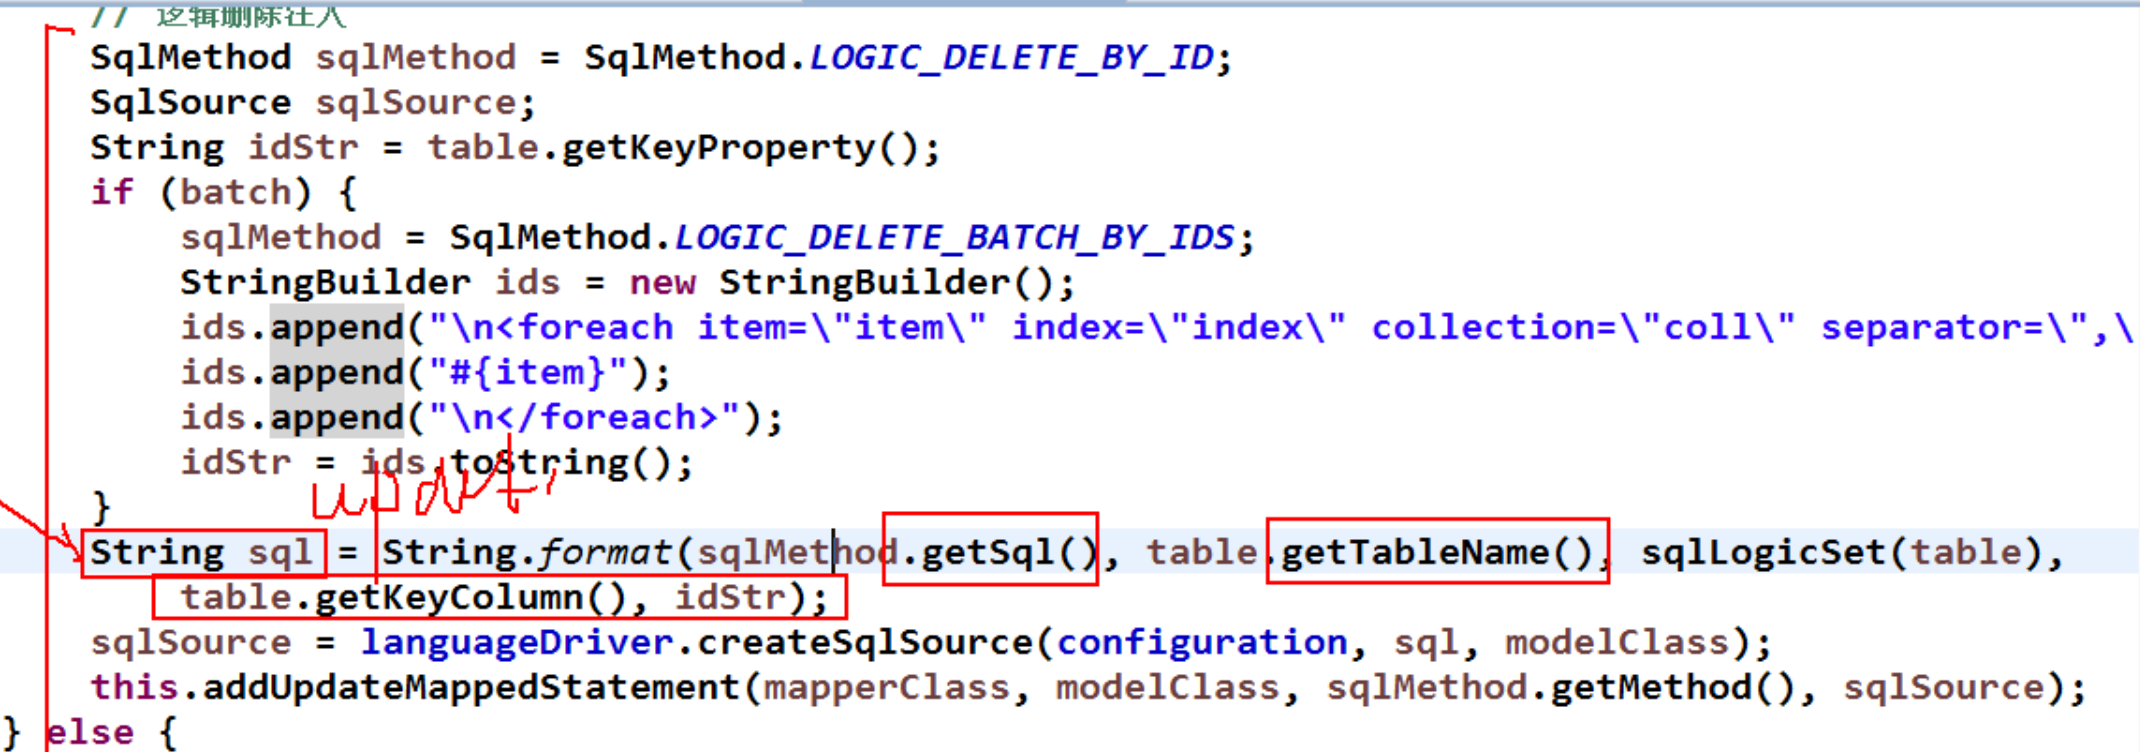 // 逻辑删除注入
SqlMethod sqlMethod = SqlMethod.LOGIC_DELETE_BY_ID;
SqlSource sqlSource;
String idStr = table.getKeyProperty();
if (batch) {
sqlMethod = SqlMethod.LOGIC_DELETE_BATCH_BY_IDS;
StringBuilder ids = new StringBuilder();
ids.append("\n<foreach item=\"item\" index=\"index\" collection=\"coll\" separator=\",\
ids.append("#{item}");
ids.append("\n</foreach>");
idStr = ids.toString();
}
String sql = String.format(sqlMethod.getSql(), table.getTableName(), sqlLogicSet(table),
table.getKeyColumn(), idStr);
sqlSource = languageDriver.createSqlSource(configuration, sql, modelClass);
this.addUpdateMappedStatement(mapperClass, modelClass, sqlMethod.getMethod(), sqlSource);
} else {